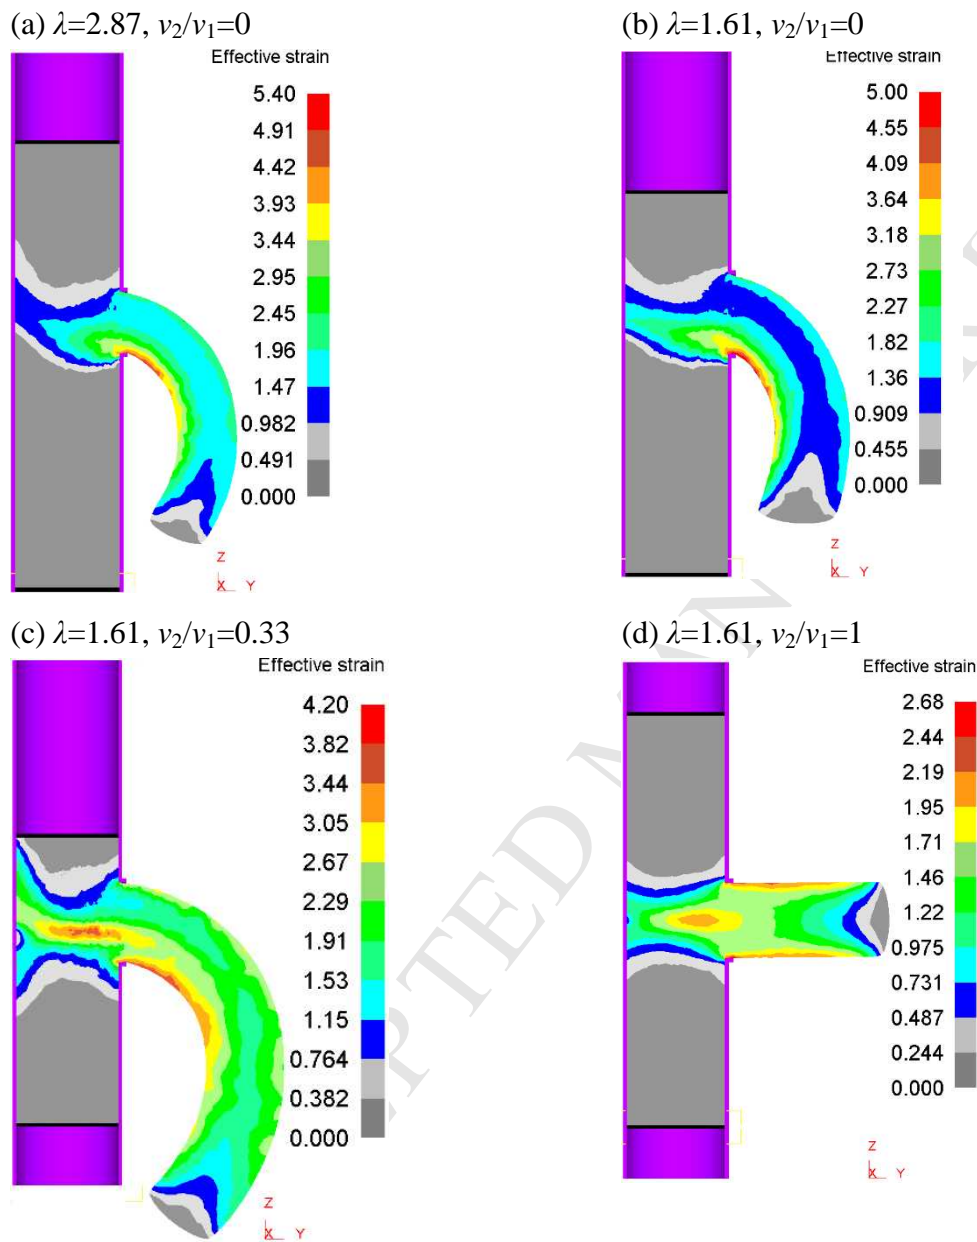 (a) λ=2.87, v₂/v₁=0
Effective strain
5.40
4.91
4.42
3.93
3.44
2.95
2.45
1.96
1.47
0.982
0.491
0.000
Z
X Y
(b) λ=1.61, v₂/v₁=0
Effective strain
5.00
4.55
4.09
3.64
3.18
2.73
2.27
1.82
1.36
0.909
0.455
0.000
Z
X Y
(c) λ=1.61, v₂/v₁=0.33
Effective strain
4.20
3.82
3.44
3.05
2.67
2.29
1.91
1.53
1.15
0.764
0.382
0.000
Z
X Y
(d) λ=1.61, v₂/v₁=1
Effective strain
2.68
2.44
2.19
1.95
1.71
1.46
1.22
0.975
0.731
0.487
0.244
0.000
Z
X Y
EPTED MAN